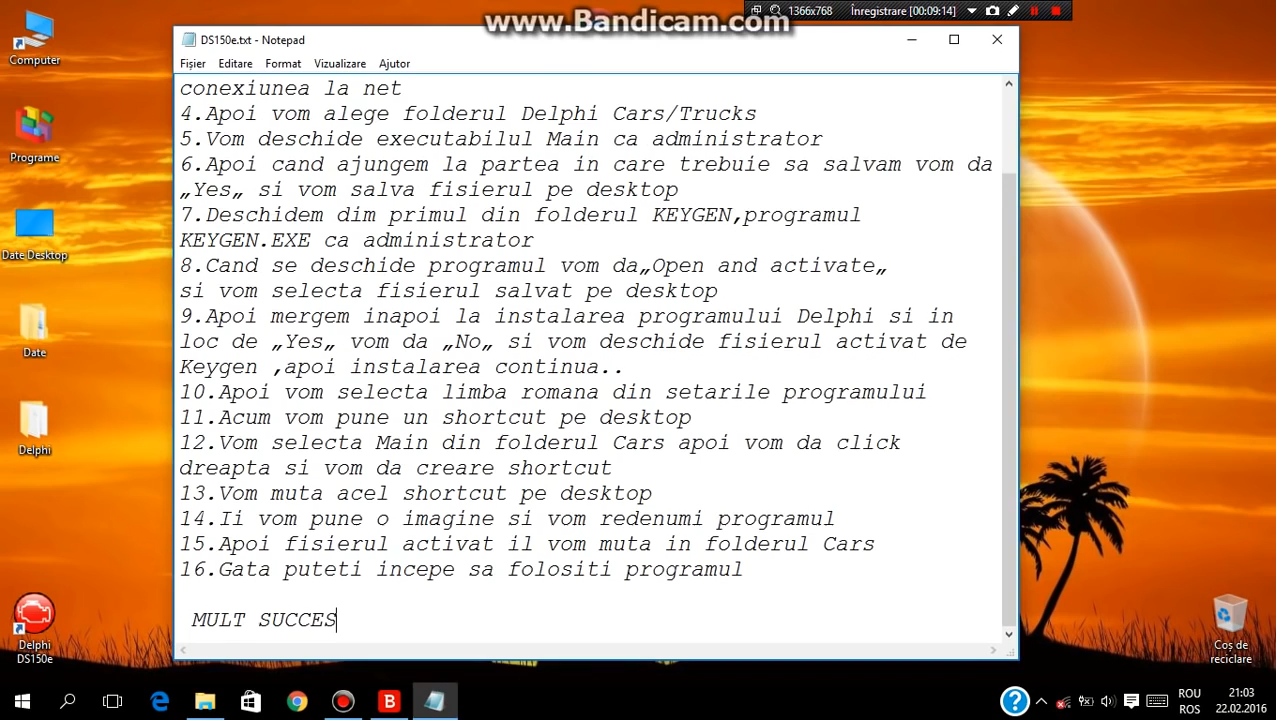 www.Bandicam.com
1366x768 Înregistrare [00:09:14]
DS150e.txt - Notepad
Fișier Editare Format Vizualizare Ajutor
conexiunea la net
4.Apoi vom alege folderul Delphi Cars/Trucks
5.Vom deschide executabilul Main ca administrator
6.Apoi cand ajungem la partea in care trebuie sa salvam vom da
„Yes„ si vom salva fisierul pe desktop
7.Deschidem dim primul din folderul KEYGEN,programul
KEYGEN.EXE ca administrator
8.Cand se deschide programul vom da„Open and activate„
si vom selecta fisierul salvat pe desktop
9.Apoi mergem inapoi la instalarea programului Delphi si in
loc de „Yes„ vom da „No„ si vom deschide fisierul activat de
Keygen ,apoi instalarea continua..
10.Apoi vom selecta limba romana din setarile programului
11.Acum vom pune un shortcut pe desktop
12.Vom selecta Main din folderul Cars apoi vom da click
dreapta si vom da creare shortcut
13.Vom muta acel shortcut pe desktop
14.Ii vom pune o imagine si vom redenumi programul
15.Apoi fisierul activat il vom muta in folderul Cars
16.Gata puteti incepe sa folositi programul
MULT SUCCES
Computer
Programe
Date Desktop
Date
Delphi
Delphi
DS150e
Coș de
reciclare
ROU
ROS
21:03
22.02.2016